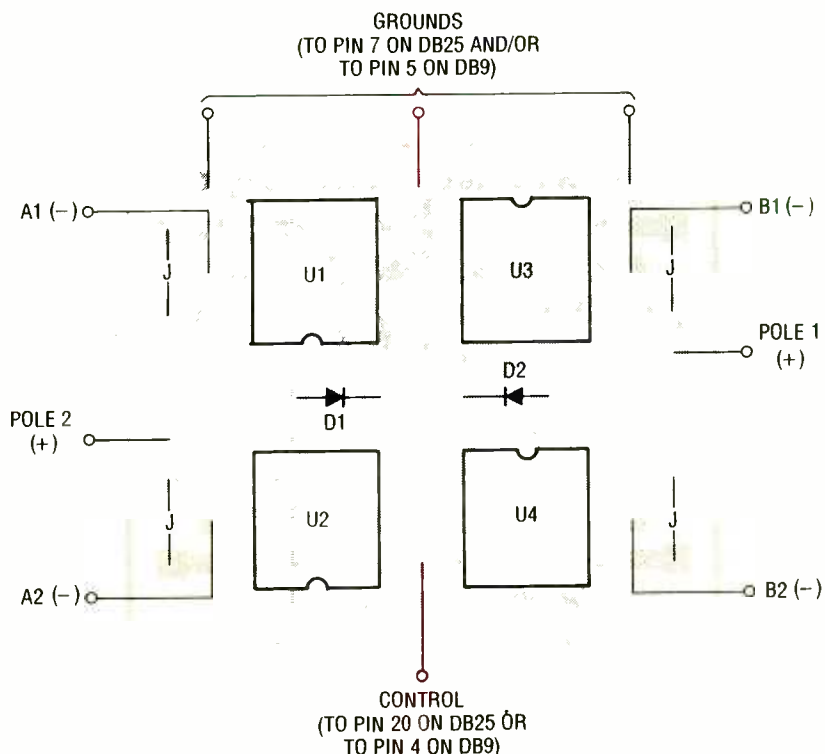 GROUNDS
(TO PIN 7 ON DB25 AND/OR
TO PIN 5 ON DB9)
A1 (-)
B1 (-)
J
U1
U3
J
POLE 1
(+)
D2
D1
POLE 2
(+)
J
U2
U4
J
A2 (-)
B2 (-)
CONTROL
(TO PIN 20 ON DB25 OR
TO PIN 4 ON DB9)